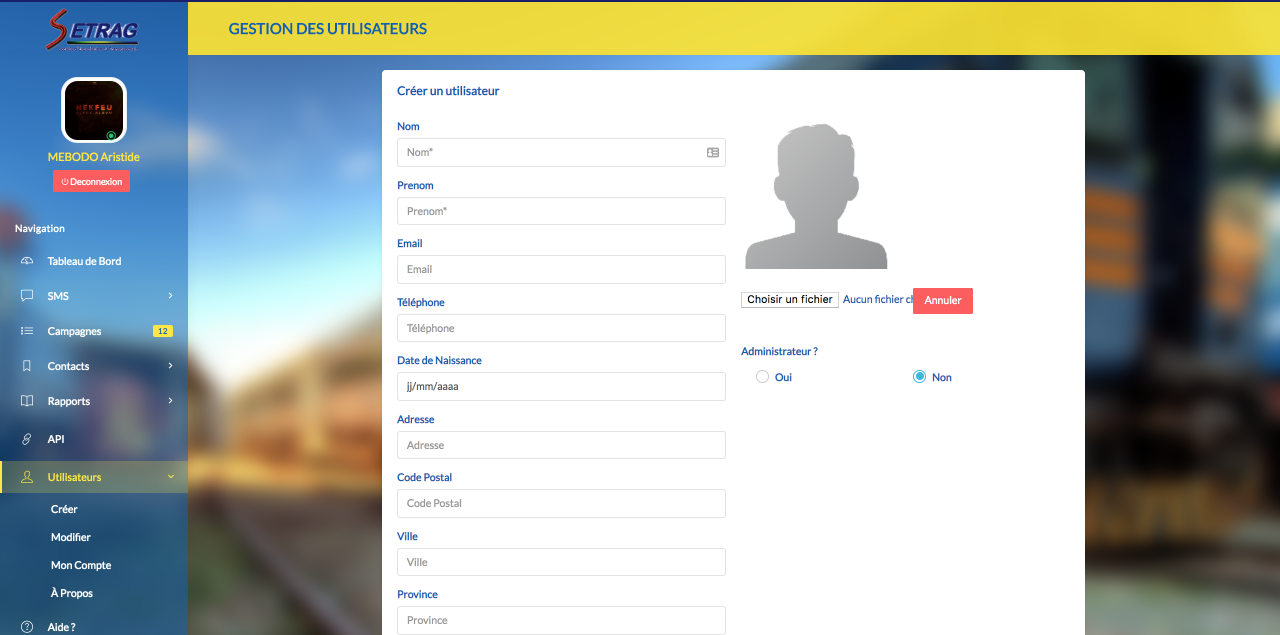 SETRAG
GESTION DES UTILISATEURS
NEKFEU
MEBODO Aristide
Deconnexion
Navigation
Tableau de Bord
SMS
Campagnes 12
Contacts
Rapports
API
Utilisateurs
Créer
Modifier
Mon Compte
À Propos
Aide ?
Créer un utilisateur
Nom
Nom*
Prenom
Prenom*
Email
Email
Téléphone
Téléphone
Date de Naissance
jj/mm/aaaa
Adresse
Adresse
Code Postal
Code Postal
Ville
Ville
Province
Province
Choisir un fichier Aucun fichier ch Annuler
Administrateur ?
Oui Non